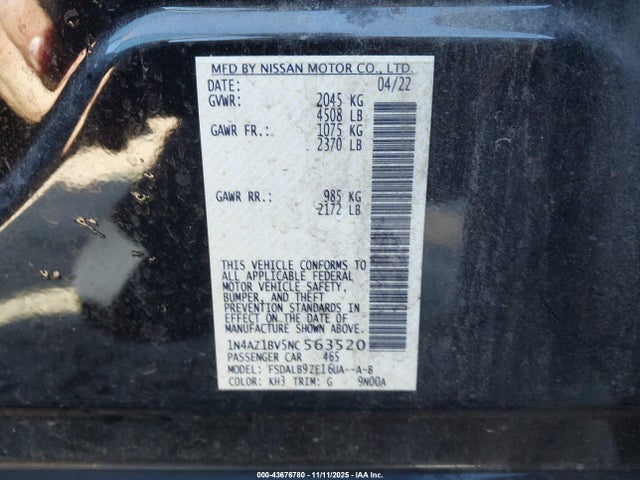 MFD BY NISSAN MOTOR CO., LTD.
DATE: 04/22
GVWR: 2045 KG
4508 LB
GAWR FR.: 1075 KG
2370 LB
GAWR RR.: 985 KG
2172 LB
THIS VEHICLE CONFORMS TO
ALL APPLICABLE FEDERAL
MOTOR VEHICLE SAFETY,
BUMPER, AND THEFT
PREVENTION STANDARDS
IN EFFECT ON THE DATE OF
MANUFACTURE SHOWN ABOVE.
1N4AZ1BV5NC563520
PASSENGER CAR 465
MODEL: FSDALB9ZE16UA--A-B
COLOR: KH3 TRIM: G 9N00A
000-43676780 - 11/11/2025 - IAA Inc.